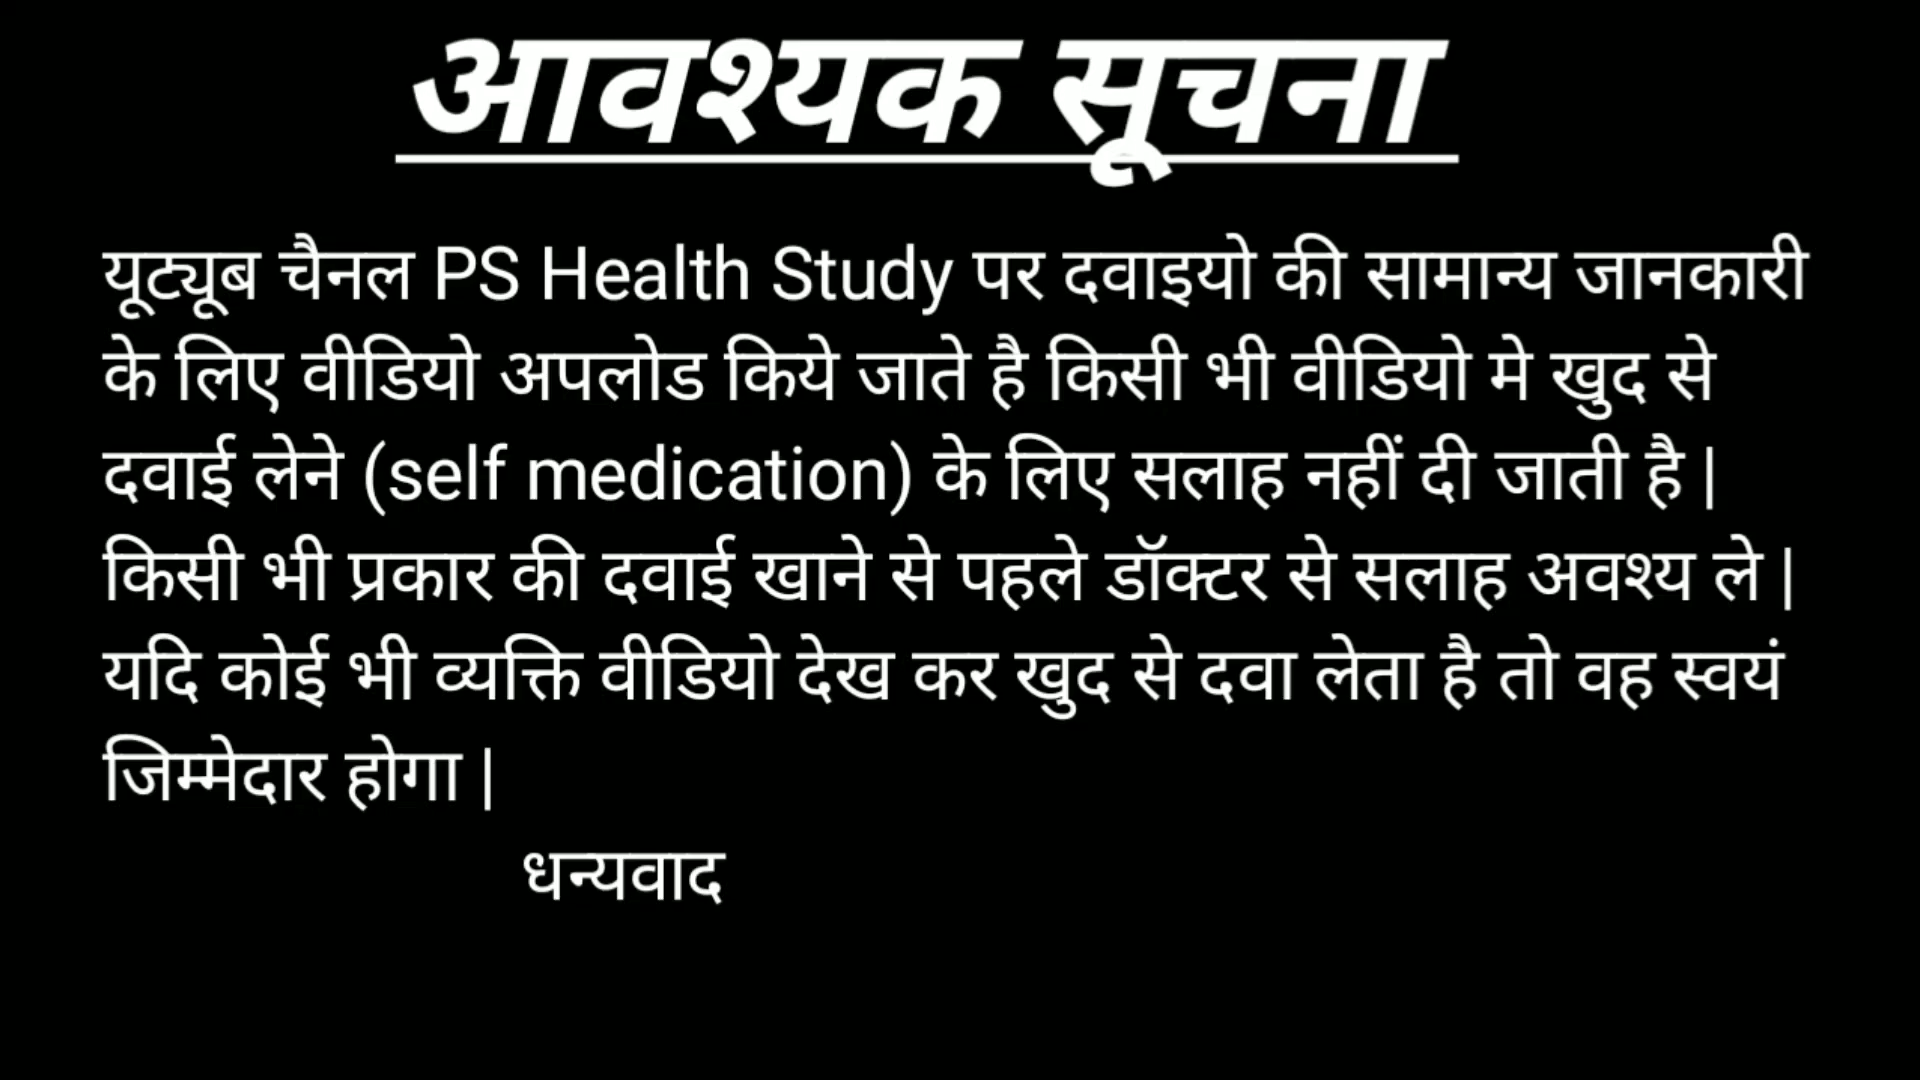 आवश्यक सूचना
यूट्यूब चैनल PS Health Study पर दवाइयो की सामान्य जानकारी
के लिए वीडियो अपलोड किये जाते है किसी भी वीडियो मे खुद से
दवाई लेने (self medication) के लिए सलाह नहीं दी जाती है |
किसी भी प्रकार की दवाई खाने से पहले डॉक्टर से सलाह अवश्य ले |
यदि कोई भी व्यक्ति वीडियो देख कर खुद से दवा लेता है तो वह स्वयं
जिम्मेदार होगा |
धन्यवाद